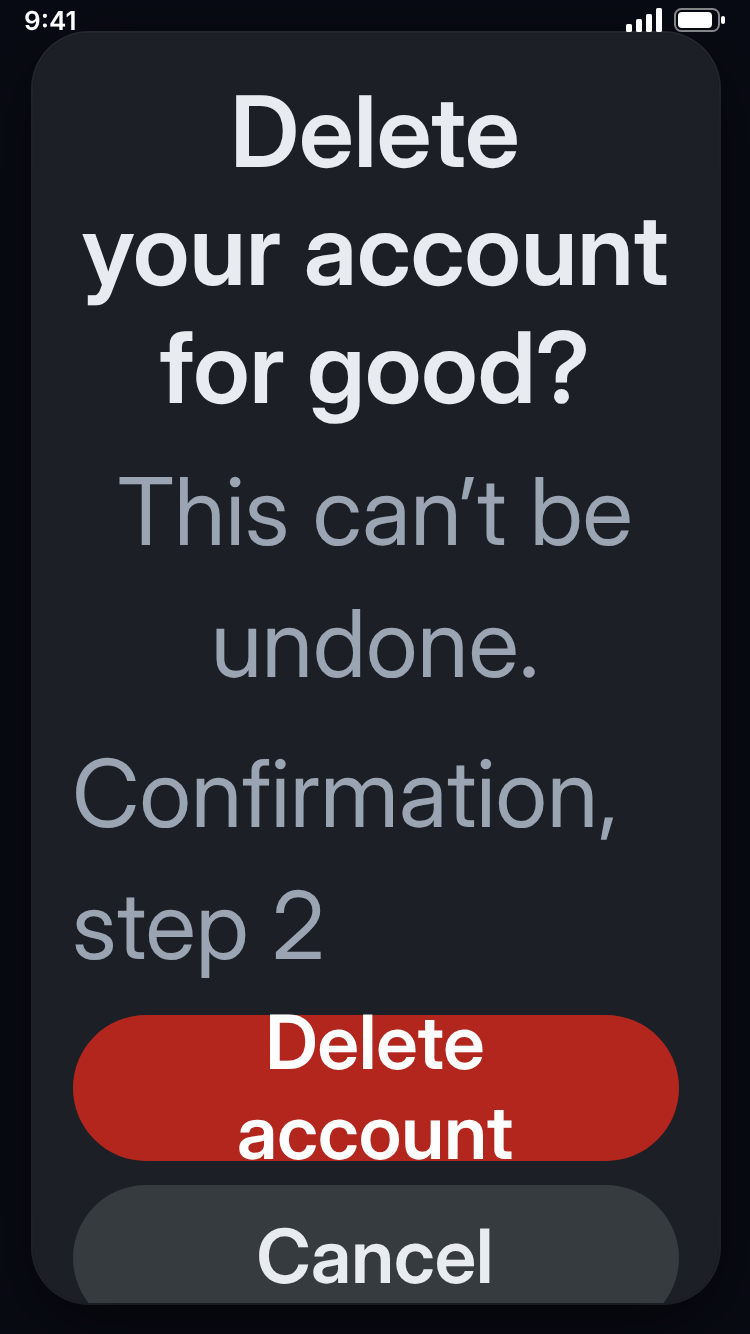 9:41
Delete
your account
for good?
This can’t be
undone.
Confirmation,
step 2
Delete
account
Cancel